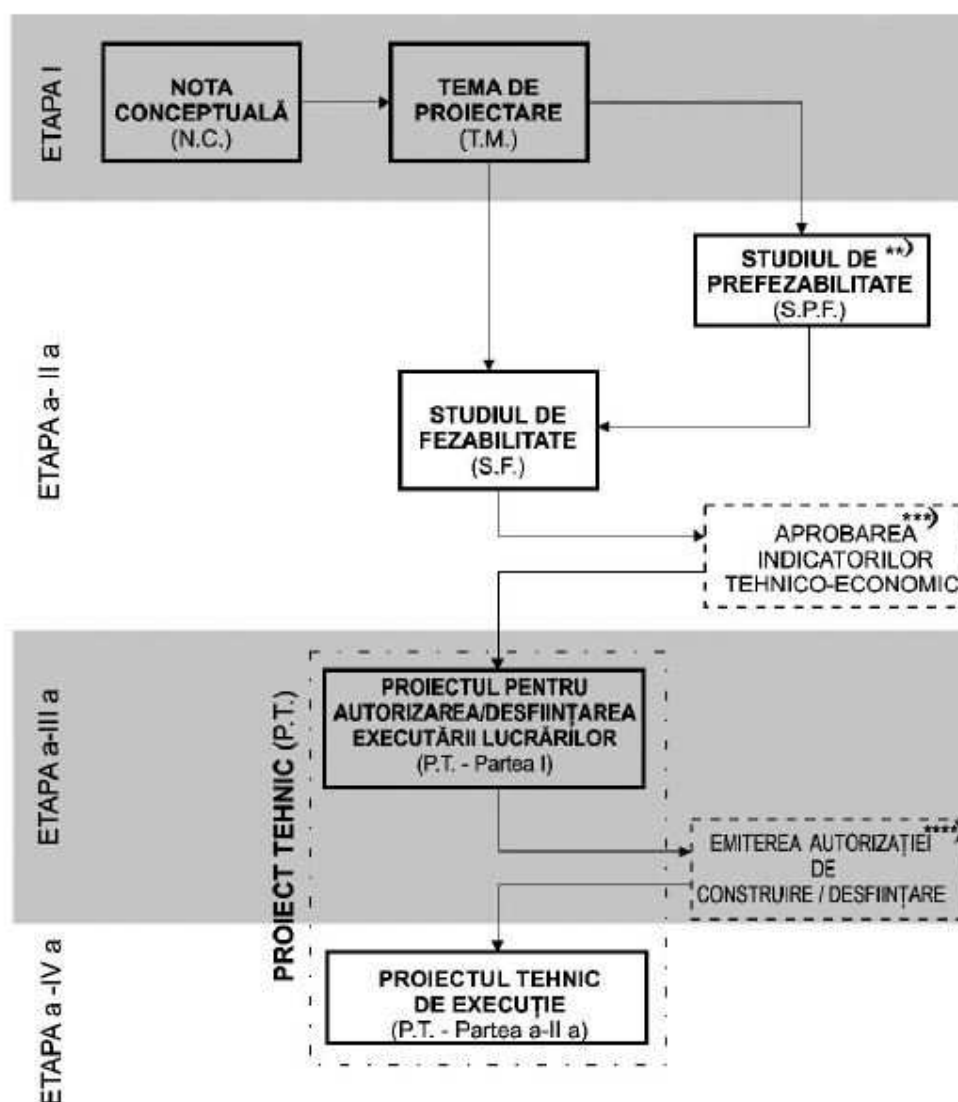 ETAPA I
NOTA
CONCEPTUALĂ
(N.C.)
TEMA DE
PROIECTARE
(T.M.)
ETAPA a- II a
STUDIUL DE **)
PREFEZABILITATE
(S.P.F.)
STUDIUL DE
FEZABILITATE
(S.F.)
***)
APROBAREA
INDICATORILOR
TEHNICO-ECONOMIC
ETAPA a-III a
PROIECT TEHNIC (P.T.)
PROIECTUL PENTRU
AUTORIZAREA/DESFIINȚAREA
EXECUTĂRII LUCRĂRILOR
(P.T. - Partea I)
****)
EMITEREA AUTORIZAȚIEI
DE
CONSTRUIRE / DESFIINȚARE
ETAPA a -IV a
PROIECTUL TEHNIC
DE EXECUȚIE
(P.T. - Partea a-II a)